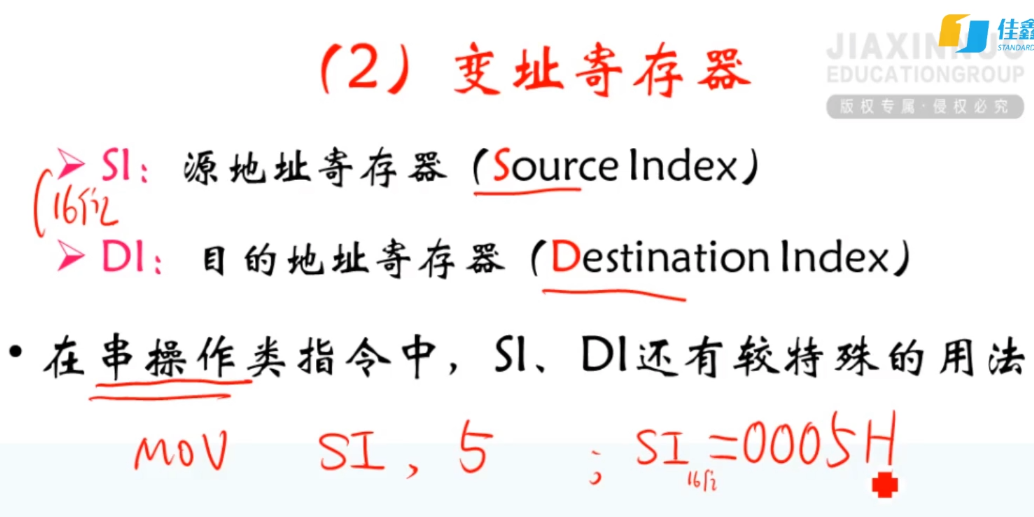 佳鑫
STANDARD
JIAXINNUO
EDUCATIONGROUP
版权专属·侵权必究
(2) 变址寄存器
SI: 源地址寄存器 (Source Index)
16位
DI: 目的地址寄存器 (Destination Index)
• 在串操作类指令中, SI、DI还有较特殊的用法
MOV SI, 5 ; SI=0005H
16位